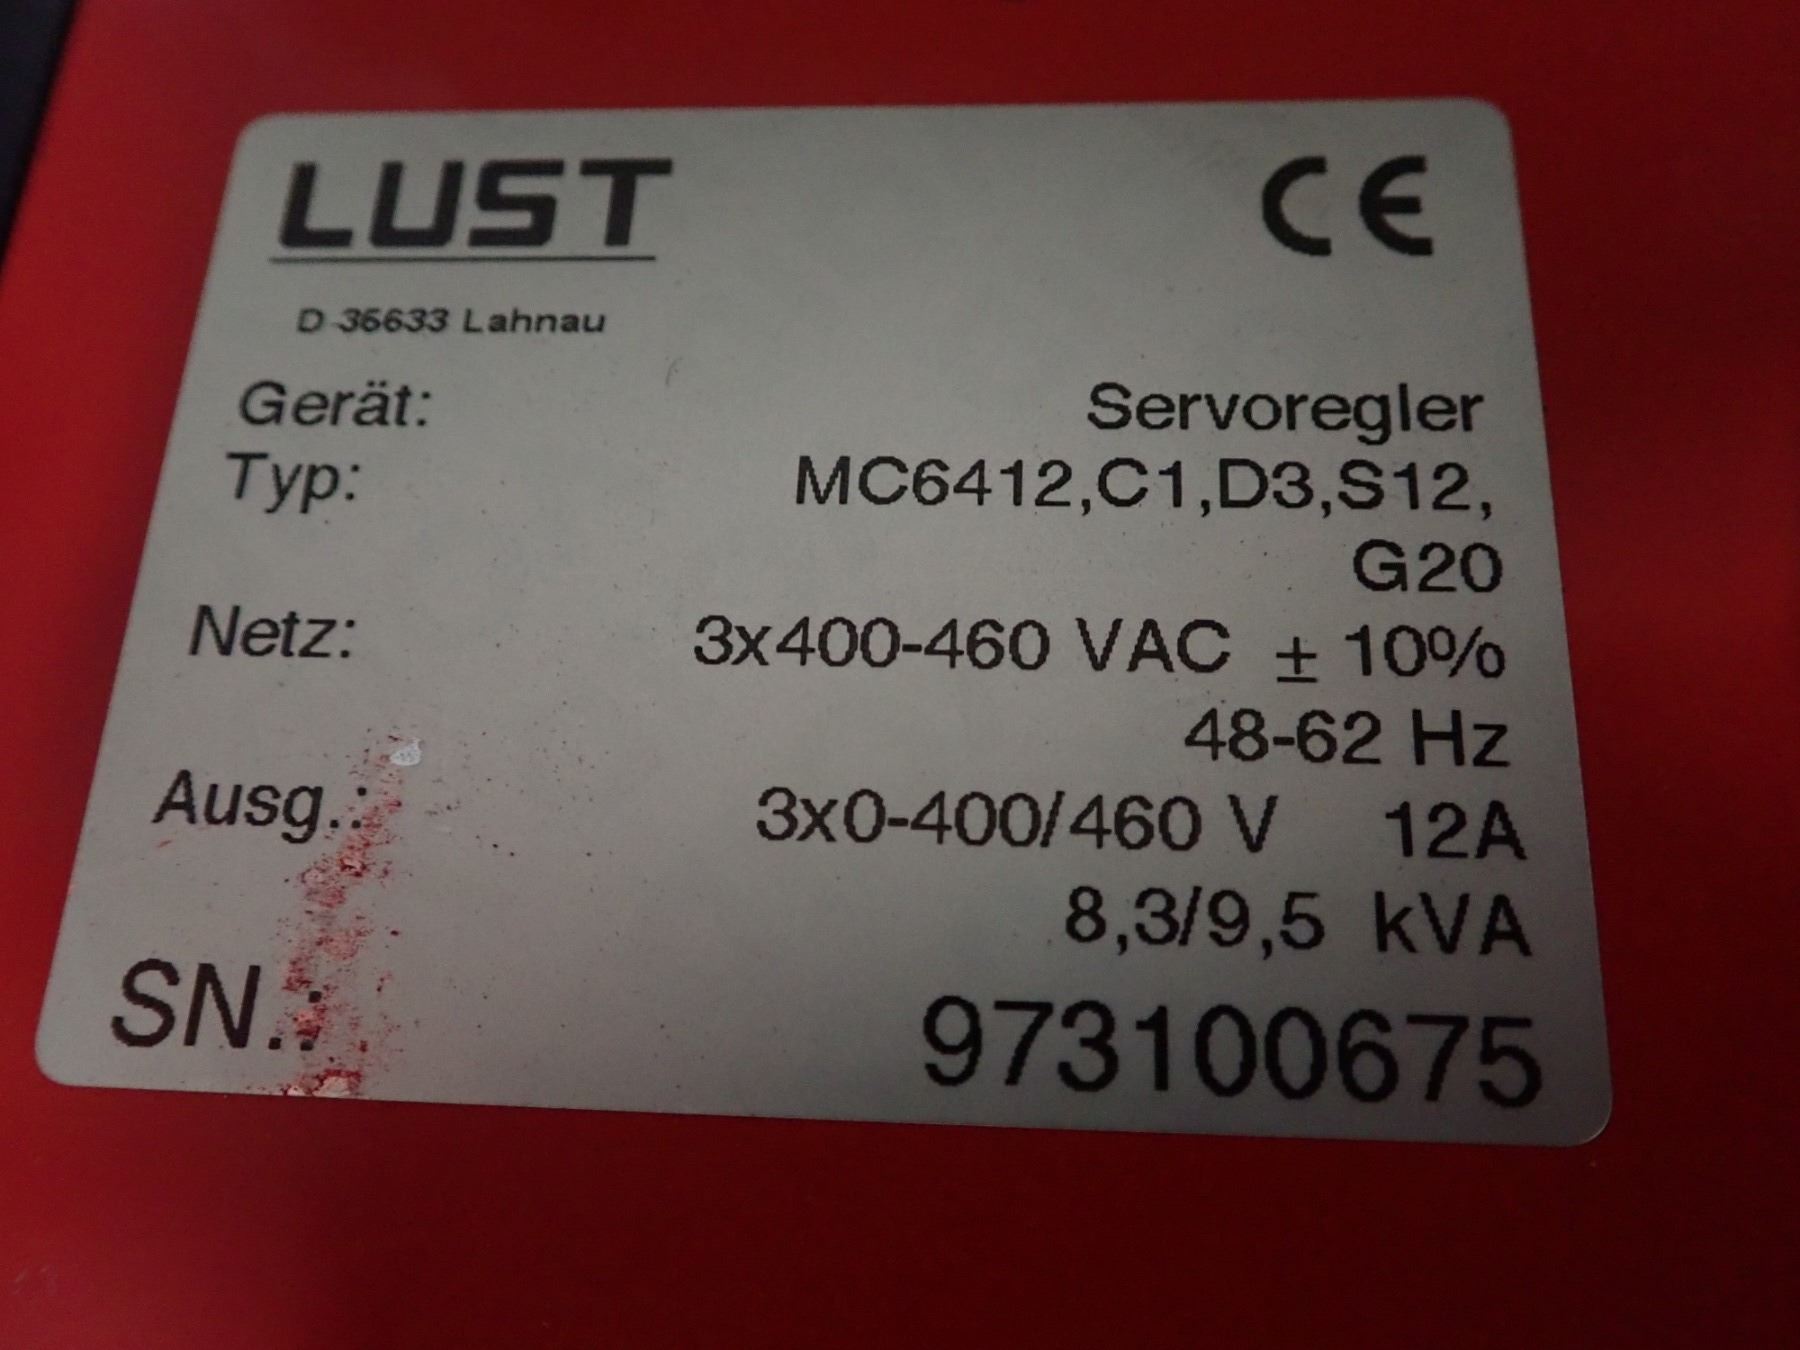 LUST
CE
D 35633 Lahnau
Gerät: Servoregler
Typ: MC6412,C1,D3,S12,
G20
Netz: 3x400-460 VAC ± 10%
48-62 Hz
Ausg.: 3x0-400/460 V 12A
8,3/9,5 kVA
SN.: 973100675